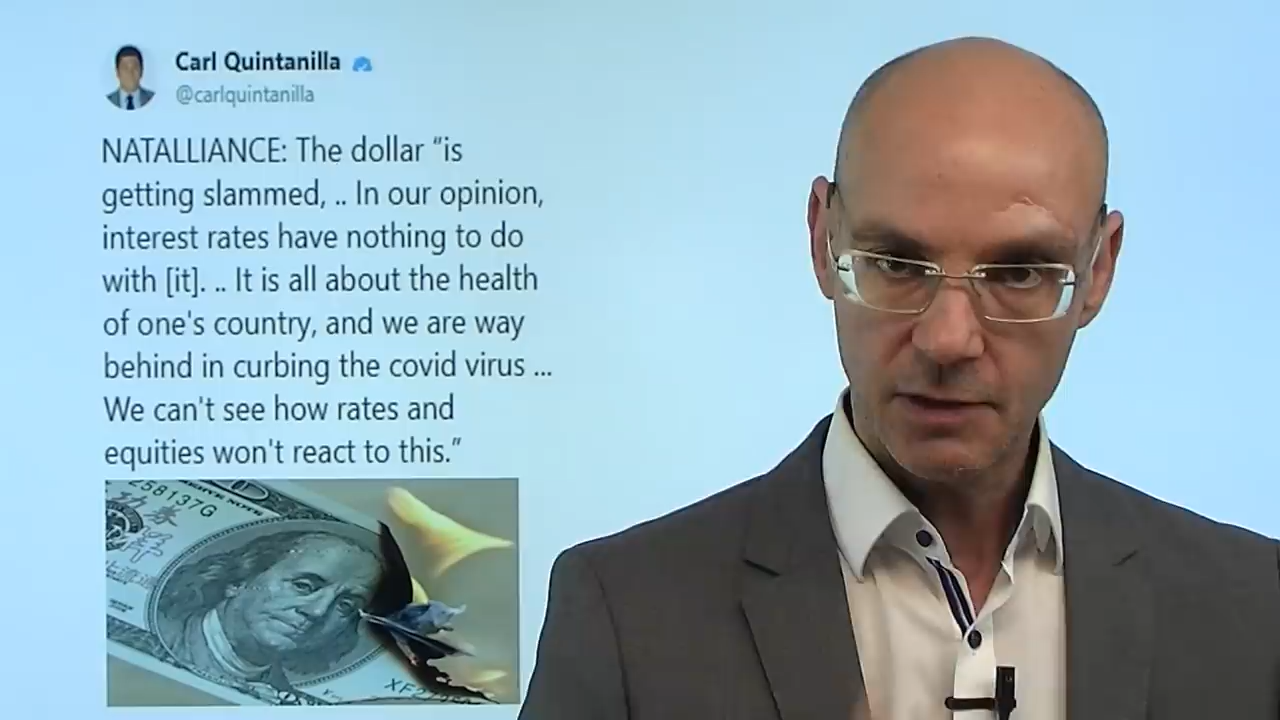 Carl Quintanilla
@carlquintanilla
NATALLIANCE: The dollar “is
getting slammed, .. In our opinion,
interest rates have nothing to do
with [it]. .. It is all about the health
of one's country, and we are way
behind in curbing the covid virus ...
We can't see how rates and
equities won't react to this.”
258137G